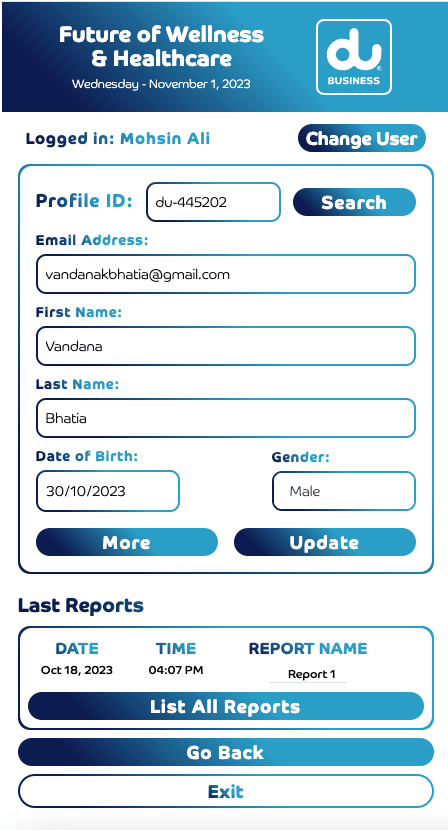 Future of Wellness
& Healthcare
Wednesday - November 1, 2023
du
BUSINESS
Logged in: Mohsin Ali
Change User
Profile ID:
du-445202
Search
Email Address:
vandanakbhatia@gmail.com
First Name:
Vandana
Last Name:
Bhatia
Date of Birth:
Gender:
30/10/2023
Male
More
Update
Last Reports
DATE
TIME
REPORT NAME
Oct 18, 2023
04:07 PM
Report 1
List All Reports
Go Back
Exit